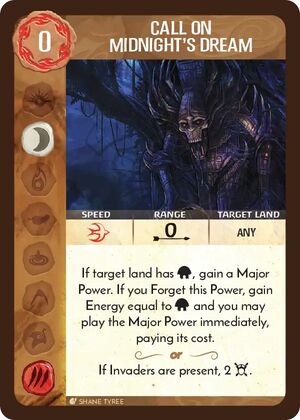 0
CALL ON
MIDNIGHT'S DREAM
SPEED
RANGE
TARGET LAND
0
ANY
If target land has , gain a Major
Power. If you Forget this Power, gain
Energy equal to and you may
play the Major Power immediately,
paying its cost.
or
If Invaders are present, 2 .
SHANE TYREE